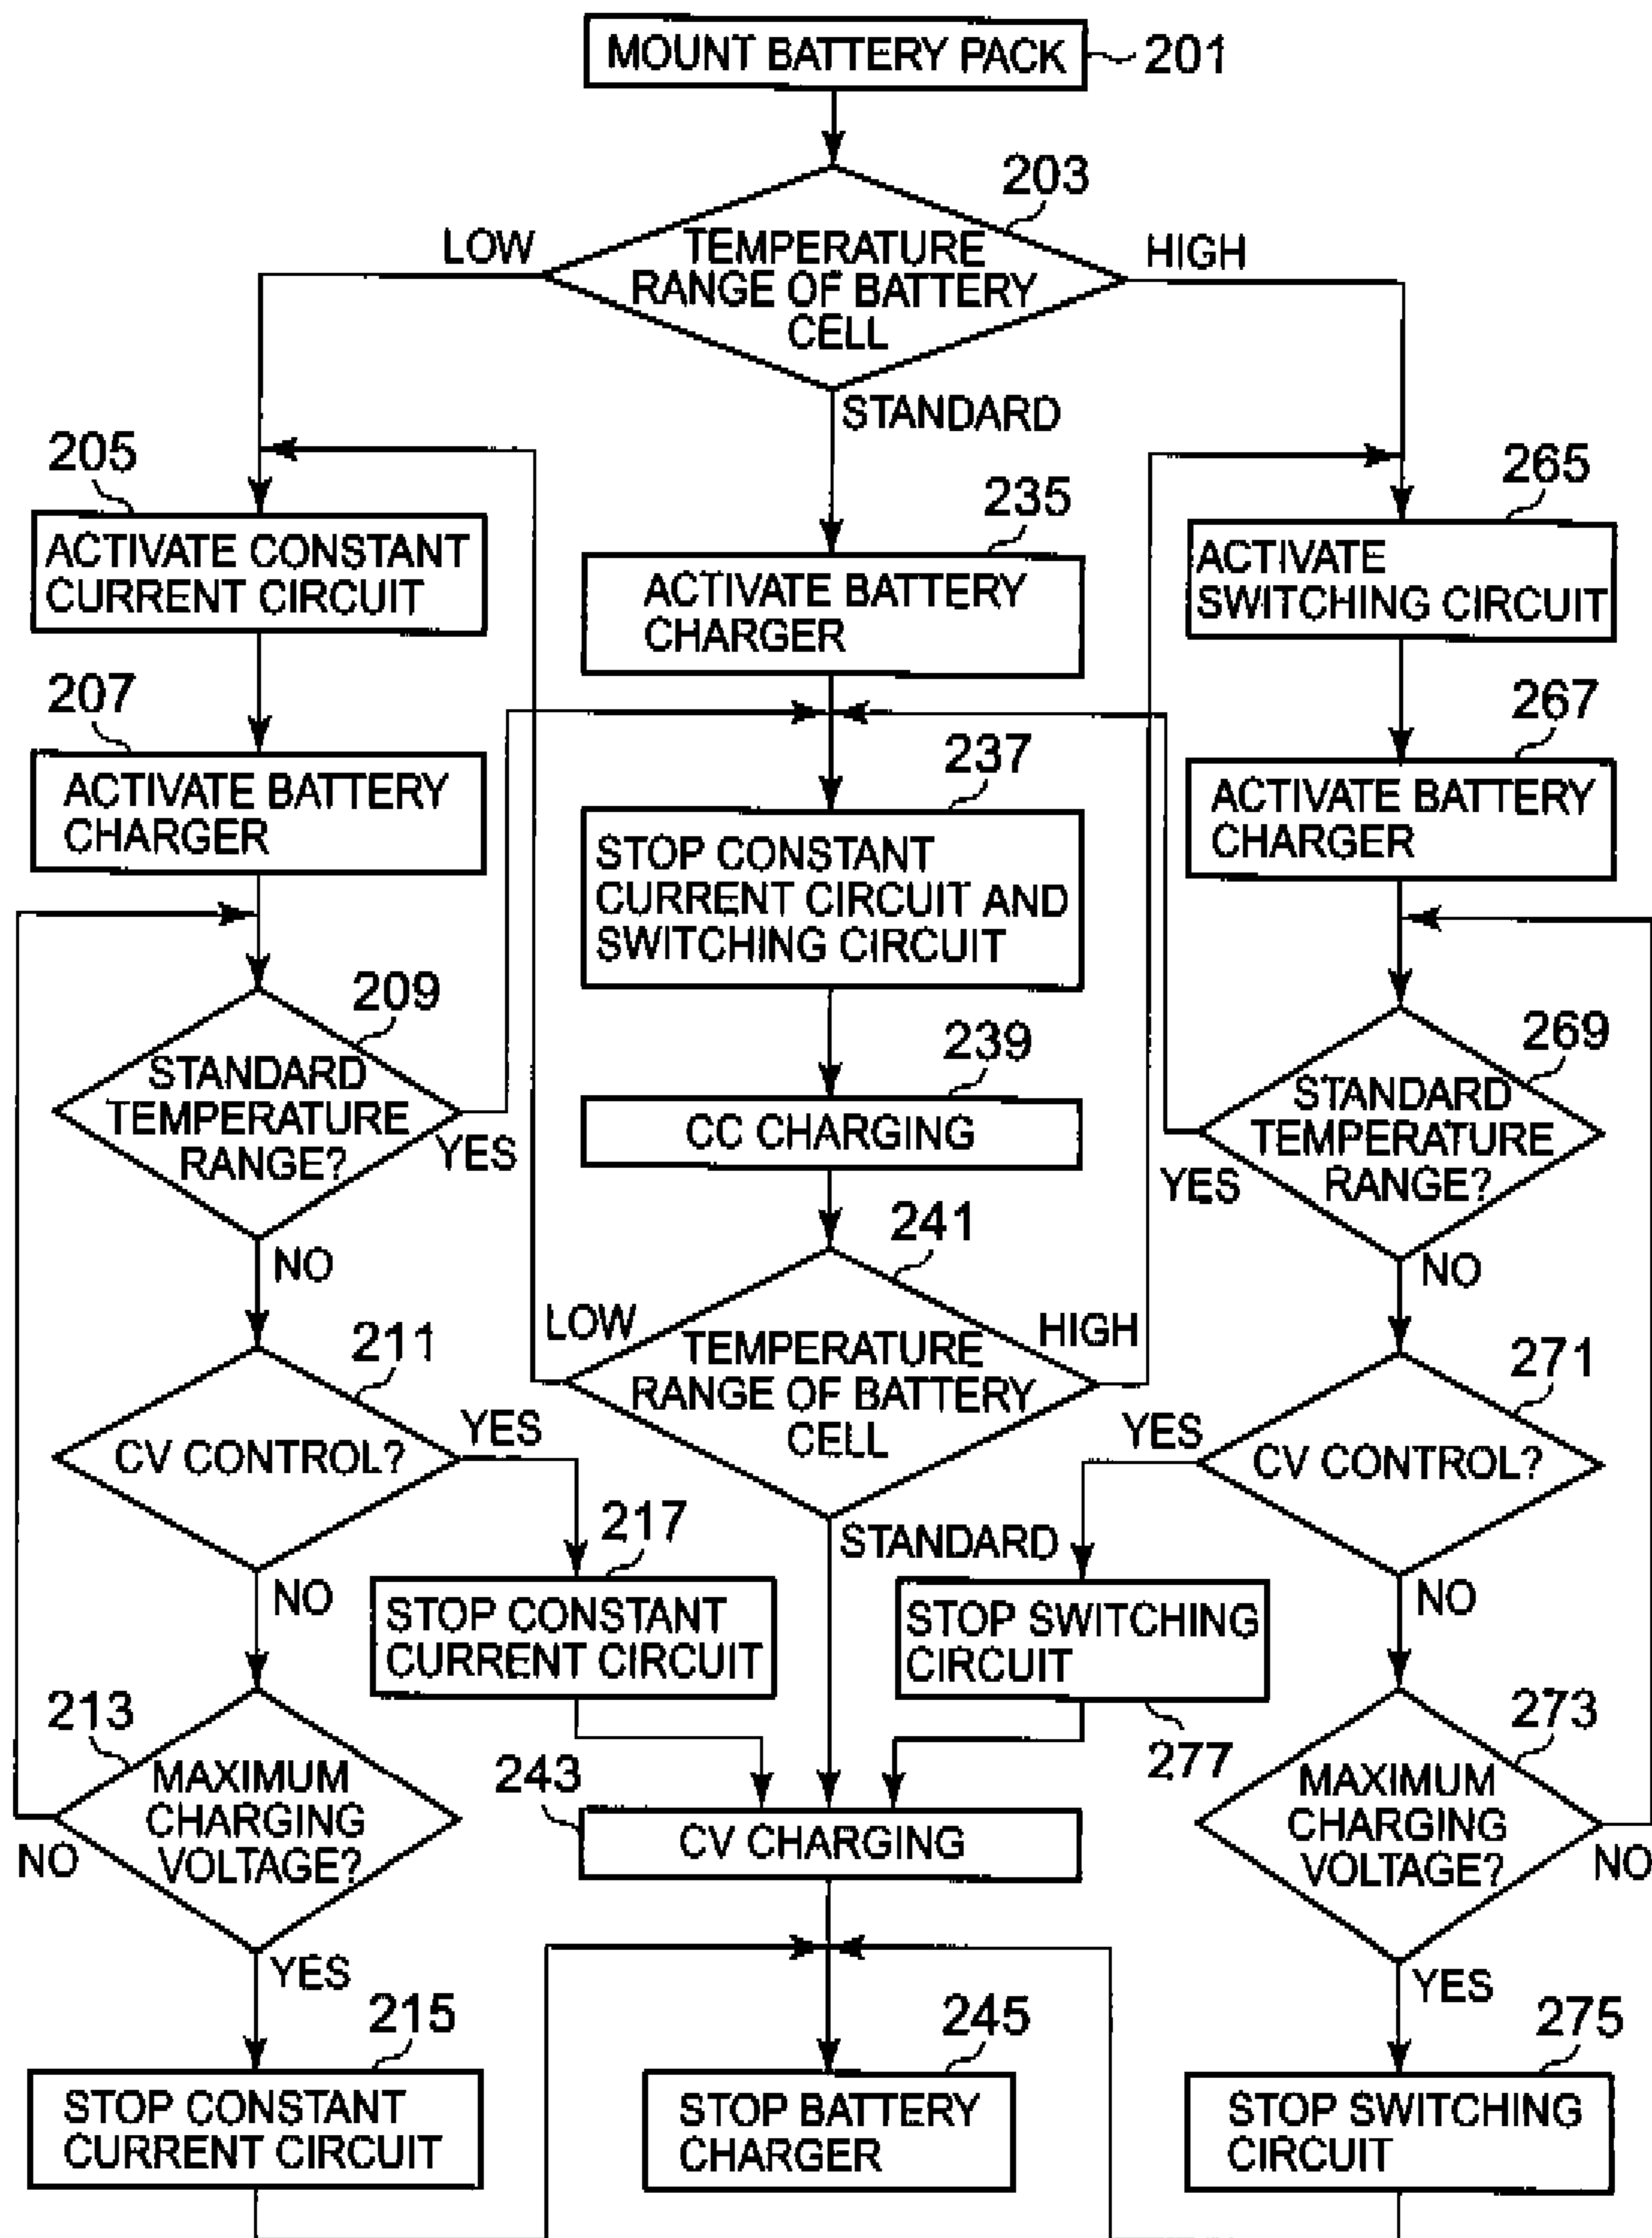 MOUNT BATTERY PACK
201
203
LOW
TEMPERATURE
RANGE OF BATTERY
CELL
HIGH
STANDARD
205
ACTIVATE CONSTANT
CURRENT CIRCUIT
235
ACTIVATE BATTERY
CHARGER
265
ACTIVATE
SWITCHING CIRCUIT
207
ACTIVATE BATTERY
CHARGER
237
STOP CONSTANT
CURRENT CIRCUIT AND
SWITCHING CIRCUIT
267
ACTIVATE BATTERY
CHARGER
209
STANDARD
TEMPERATURE
RANGE?
YES
NO
239
CC CHARGING
269
STANDARD
TEMPERATURE
RANGE?
YES
NO
241
LOW
TEMPERATURE
RANGE OF BATTERY
CELL
HIGH
STANDARD
211
CV CONTROL?
YES
NO
271
YES
CV CONTROL?
NO
217
STOP CONSTANT
CURRENT CIRCUIT
STOP SWITCHING
CIRCUIT
277
213
MAXIMUM
CHARGING
VOLTAGE?
NO
YES
243
CV CHARGING
273
MAXIMUM
CHARGING
VOLTAGE?
NO
YES
215
STOP CONSTANT
CURRENT CIRCUIT
245
STOP BATTERY
CHARGER
275
STOP SWITCHING
CIRCUIT